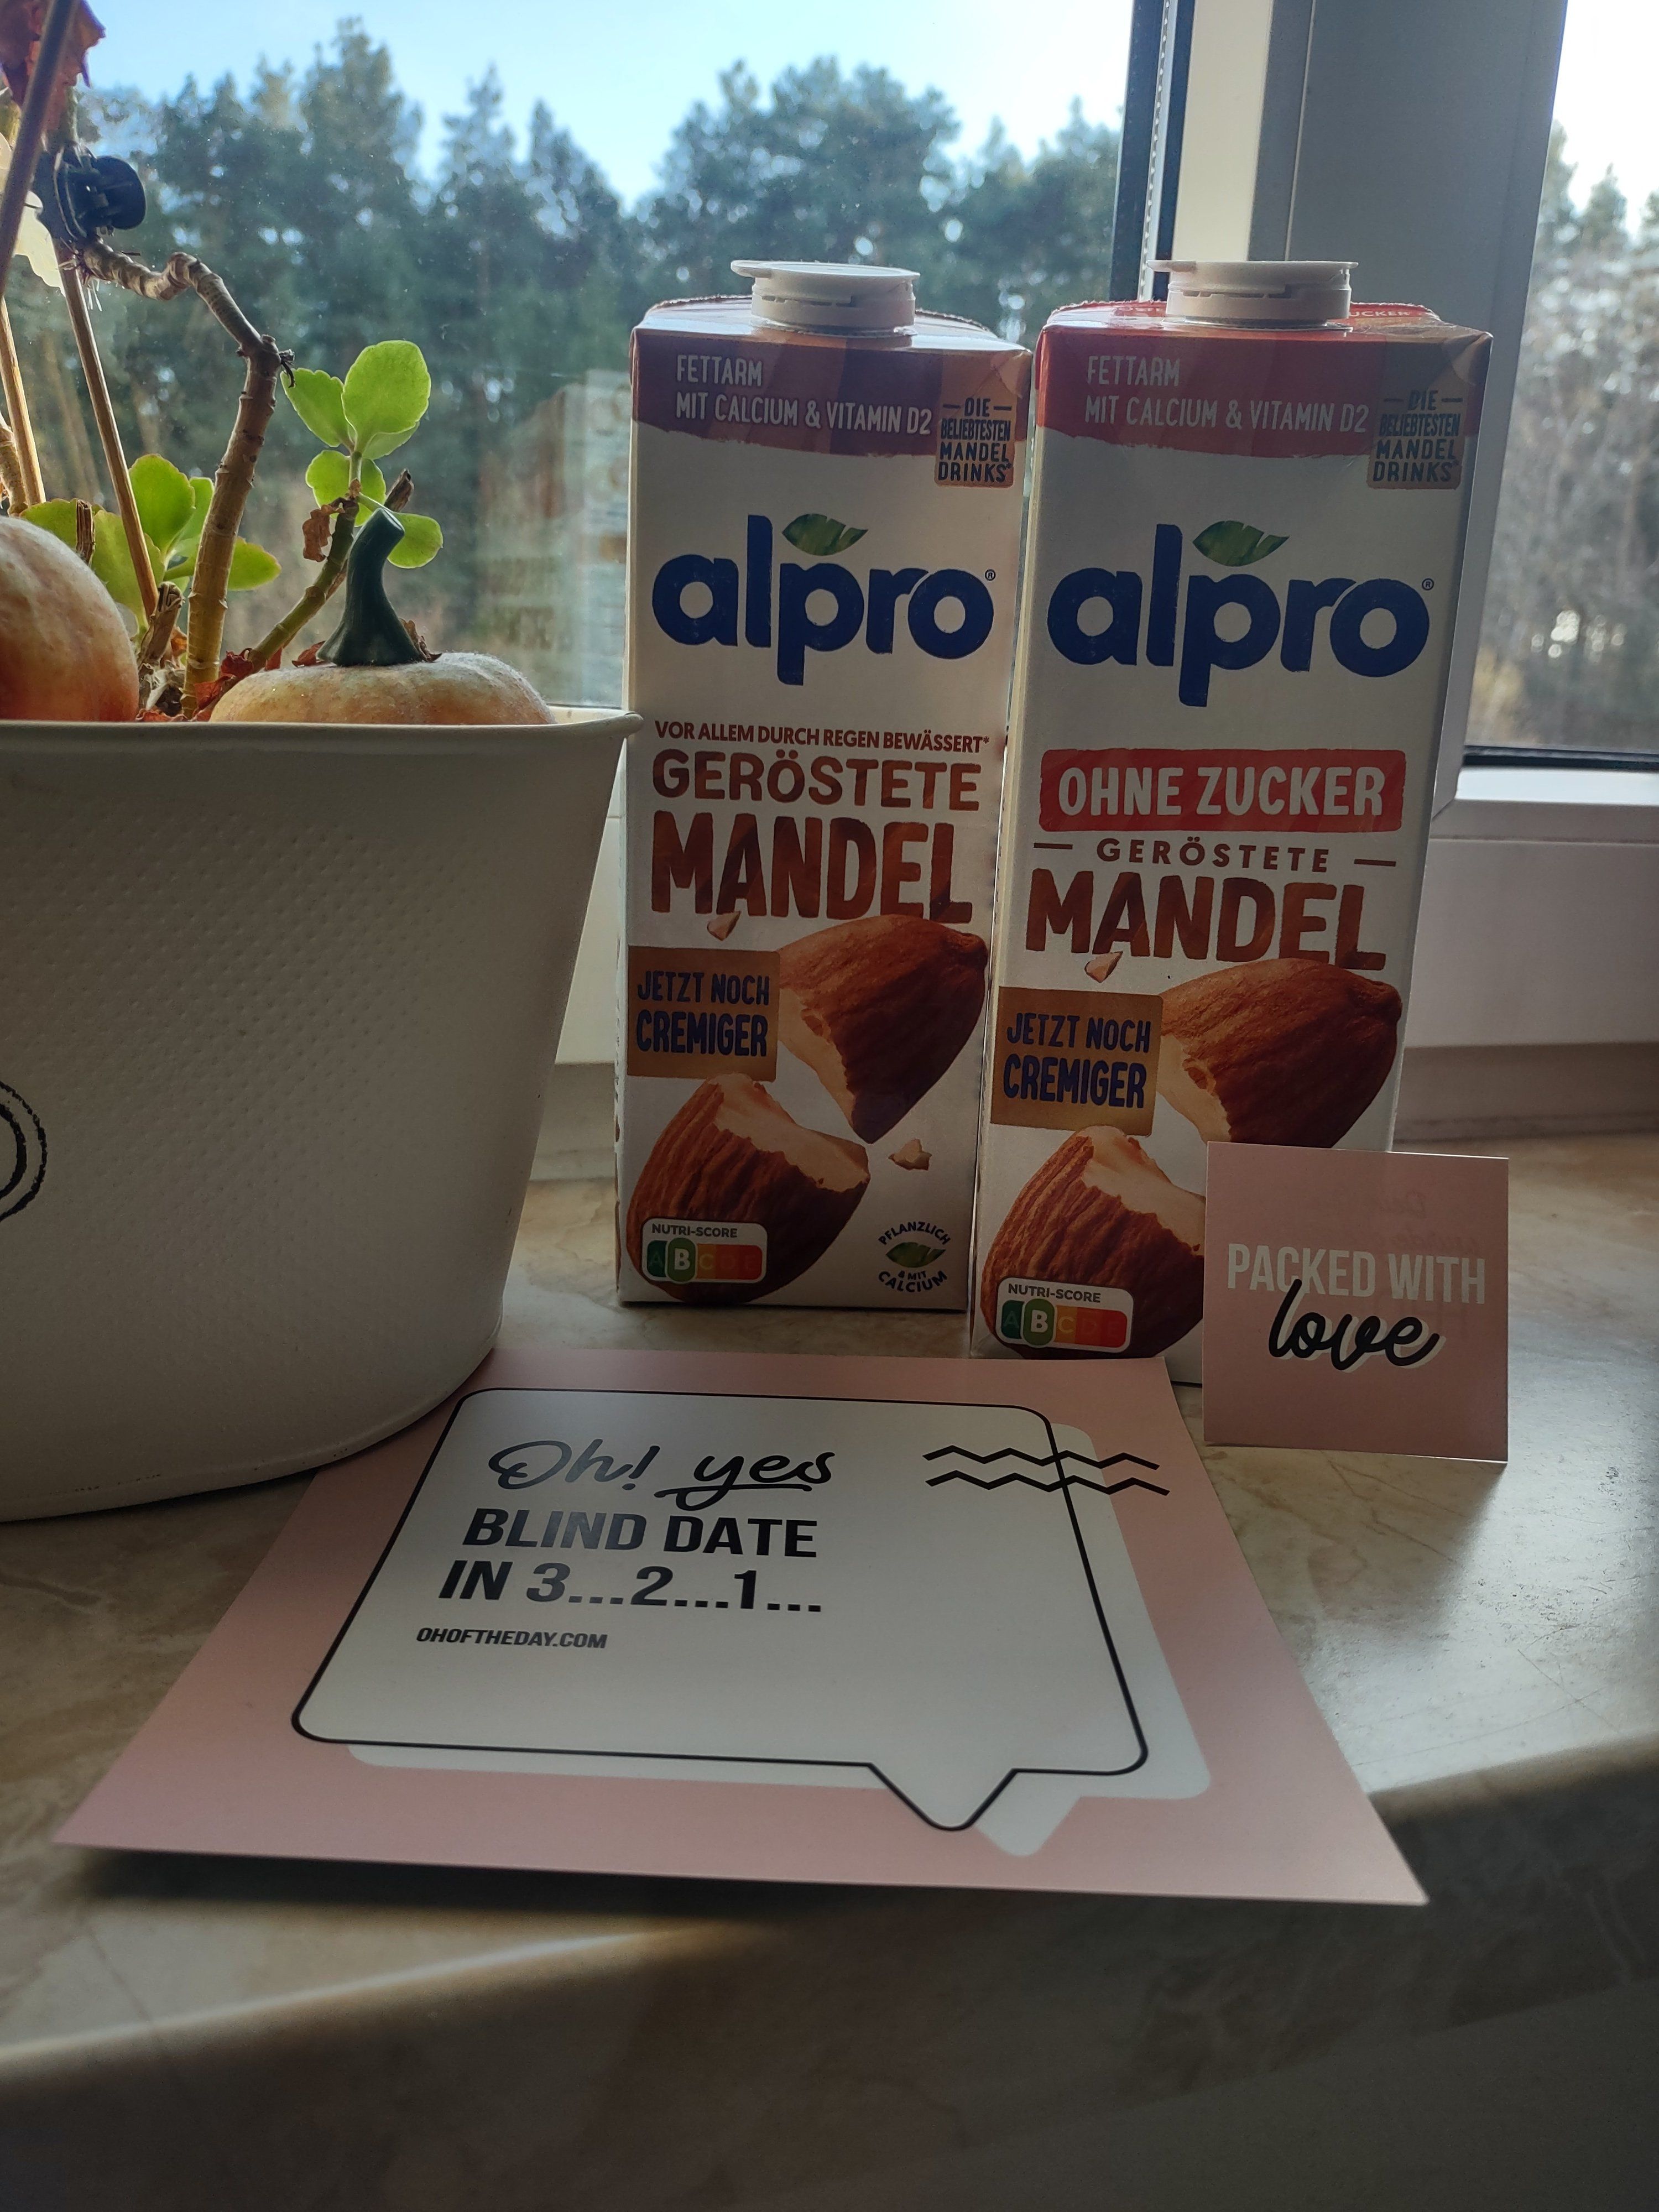 FETTARM
MIT CALCIUM & VITAMIN D2
DIE
BELIEBTESTEN
MANDEL
DRINKS*
alpro®
VOR ALLEM DURCH REGEN BEWÄSSERT*
GERÖSTETE
MANDEL
JETZT NOCH
CREMIGER
NUTRI-SCORE
A B C D E
PFLANZLICH
& MIT
CALCIUM
ZUCKER
FETTARM
MIT CALCIUM & VITAMIN D2
DIE
BELIEBTESTEN
MANDEL
DRINKS*
alpro®
OHNE ZUCKER
GERÖSTETE
MANDEL
JETZT NOCH
CREMIGER
NUTRI-SCORE
A B C D E
PACKED WITH
love
Oh! yes
BLIND DATE
IN 3...2...1...
OHOFTHEDAY.COM